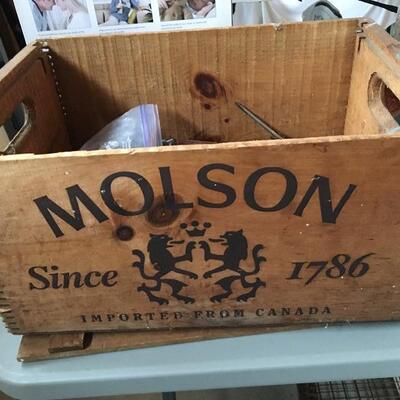 MOLSON
Since 1786
IMPORTED FROM CANADA